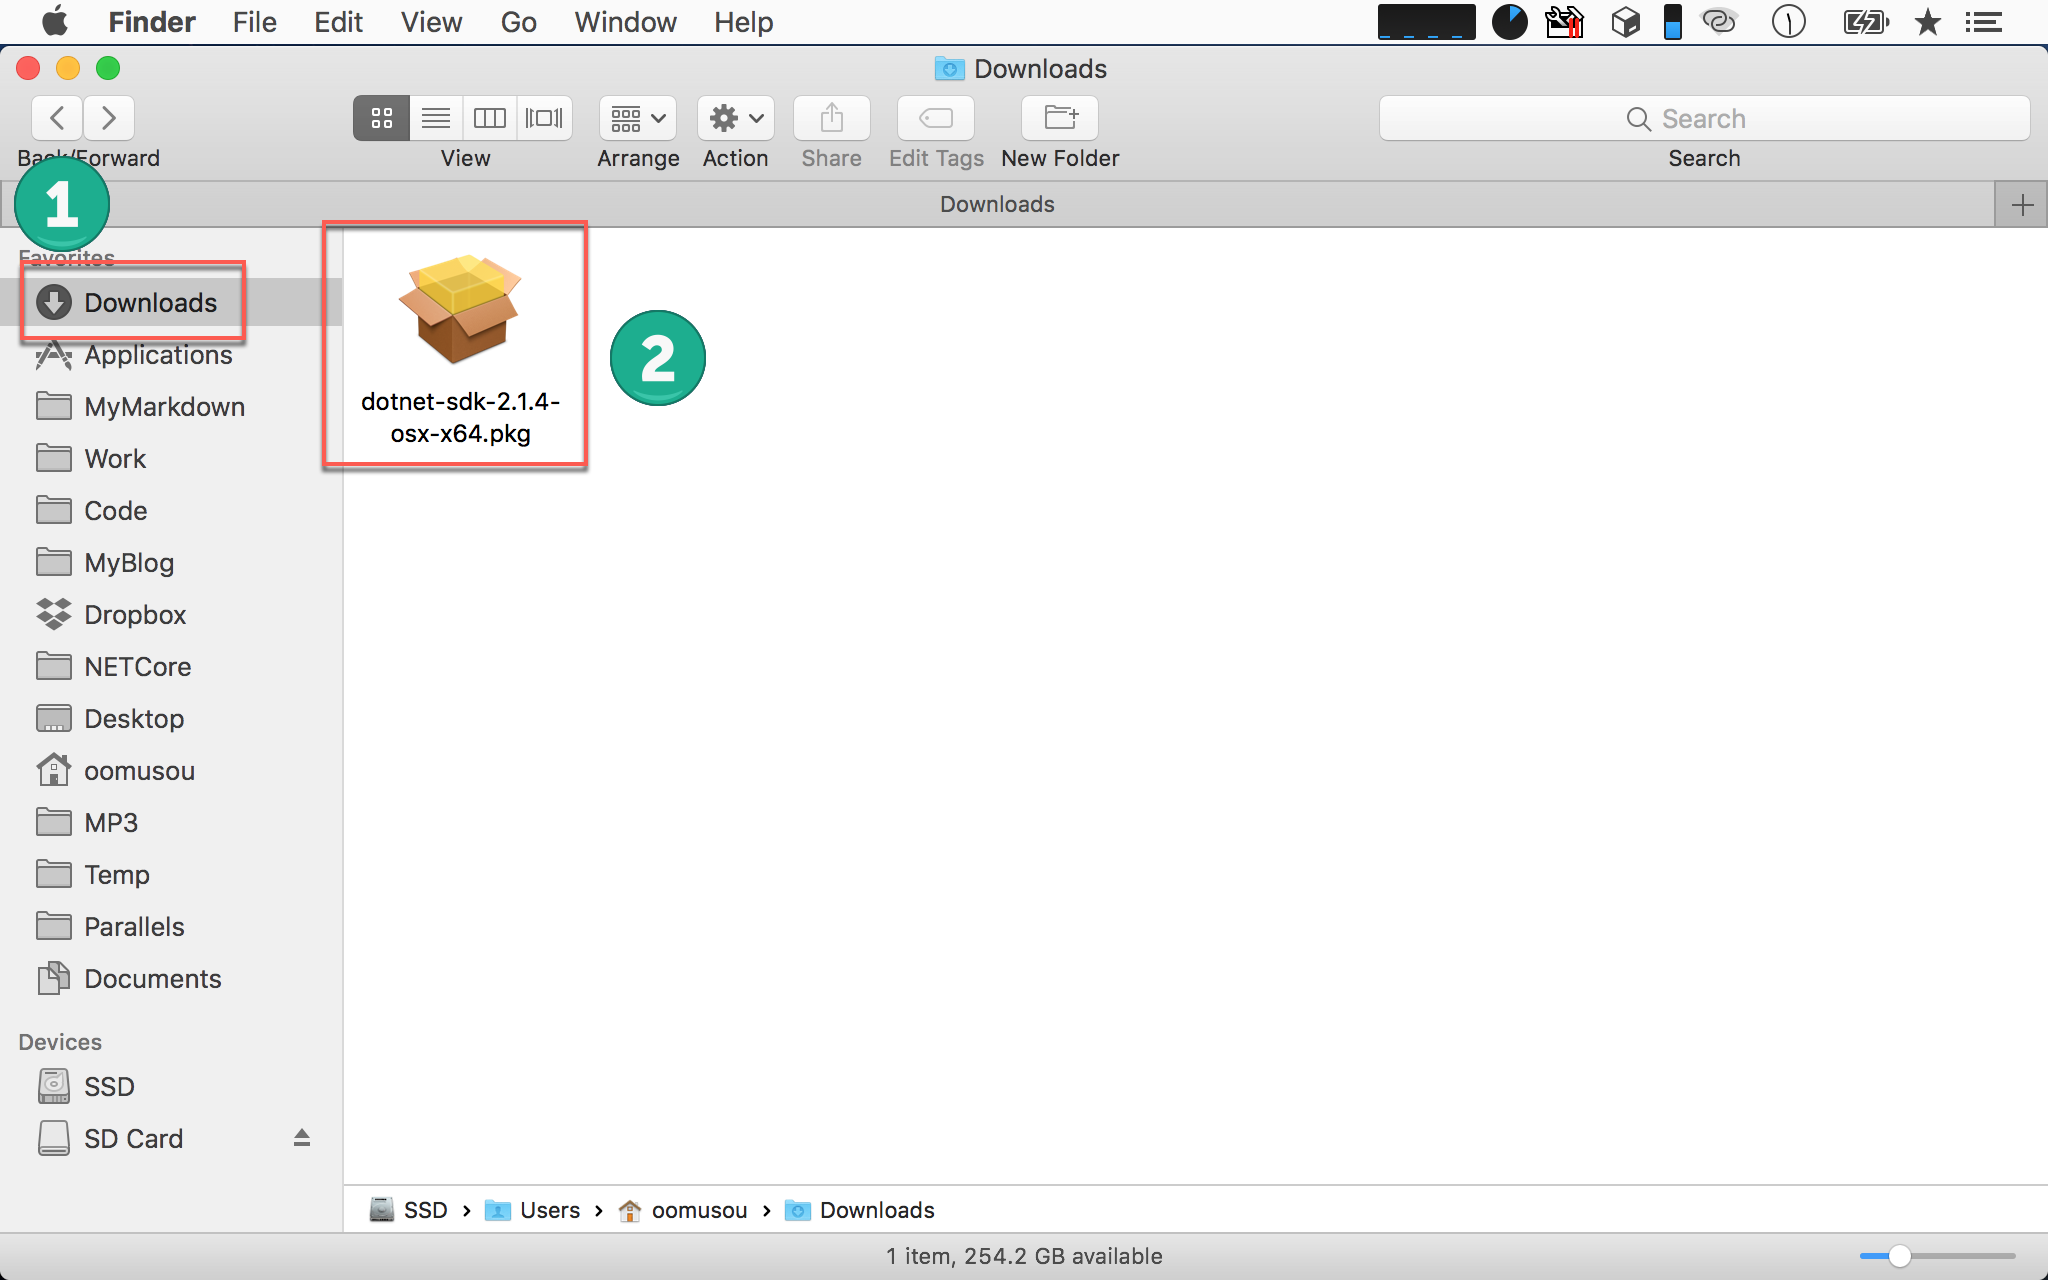 Finder File Edit View Go Window Help
Downloads
Back/Forward View Arrange Action Share Edit Tags New Folder Search
Search
Downloads
1
Favorites
Downloads
Applications
MyMarkdown
Work
Code
MyBlog
Dropbox
NETCore
Desktop
oomusou
MP3
Temp
Parallels
Documents
Devices
SSD
SD Card
dotnet-sdk-2.1.4-
osx-x64.pkg
2
SSD › Users › oomusou › Downloads
1 item, 254.2 GB available